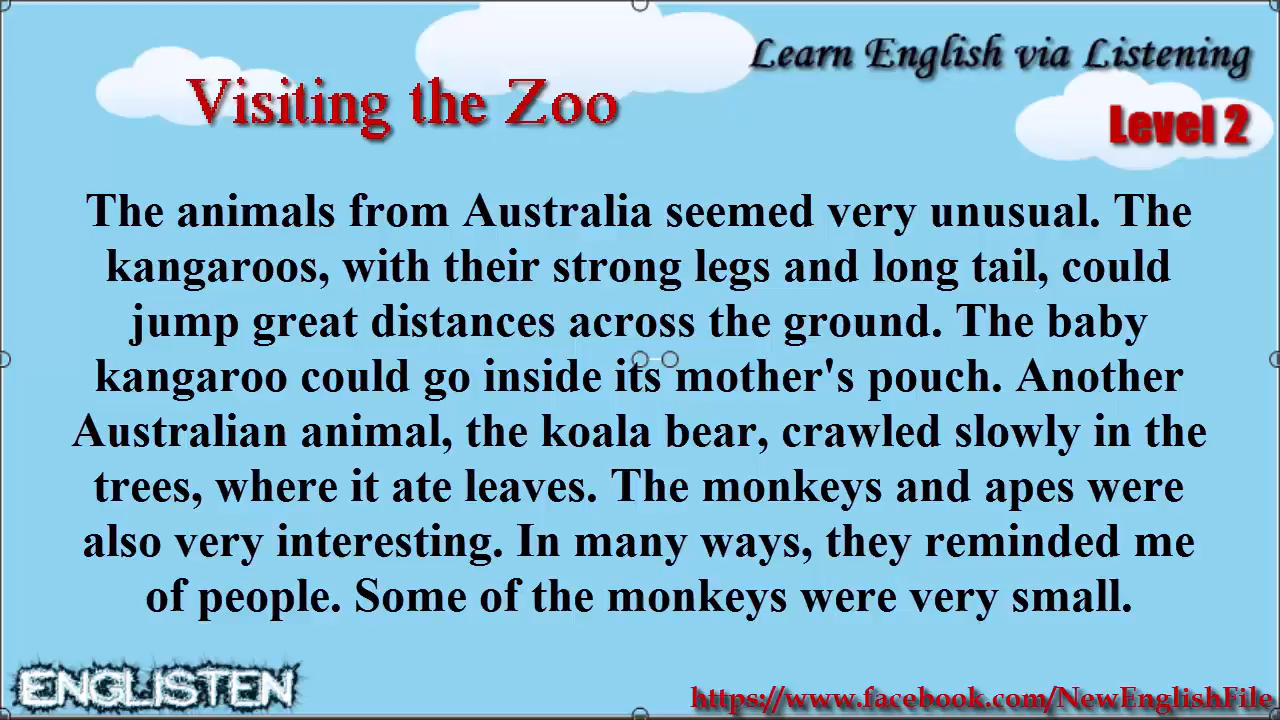 Learn English via Listening
Visiting the Zoo
Level 2
The animals from Australia seemed very unusual. The
kangaroos, with their strong legs and long tail, could
jump great distances across the ground. The baby
kangaroo could go inside its mother's pouch. Another
Australian animal, the koala bear, crawled slowly in the
trees, where it ate leaves. The monkeys and apes were
also very interesting. In many ways, they reminded me
of people. Some of the monkeys were very small.
ENGLISTEN
https://www.facebook.com/NewEnglishFile